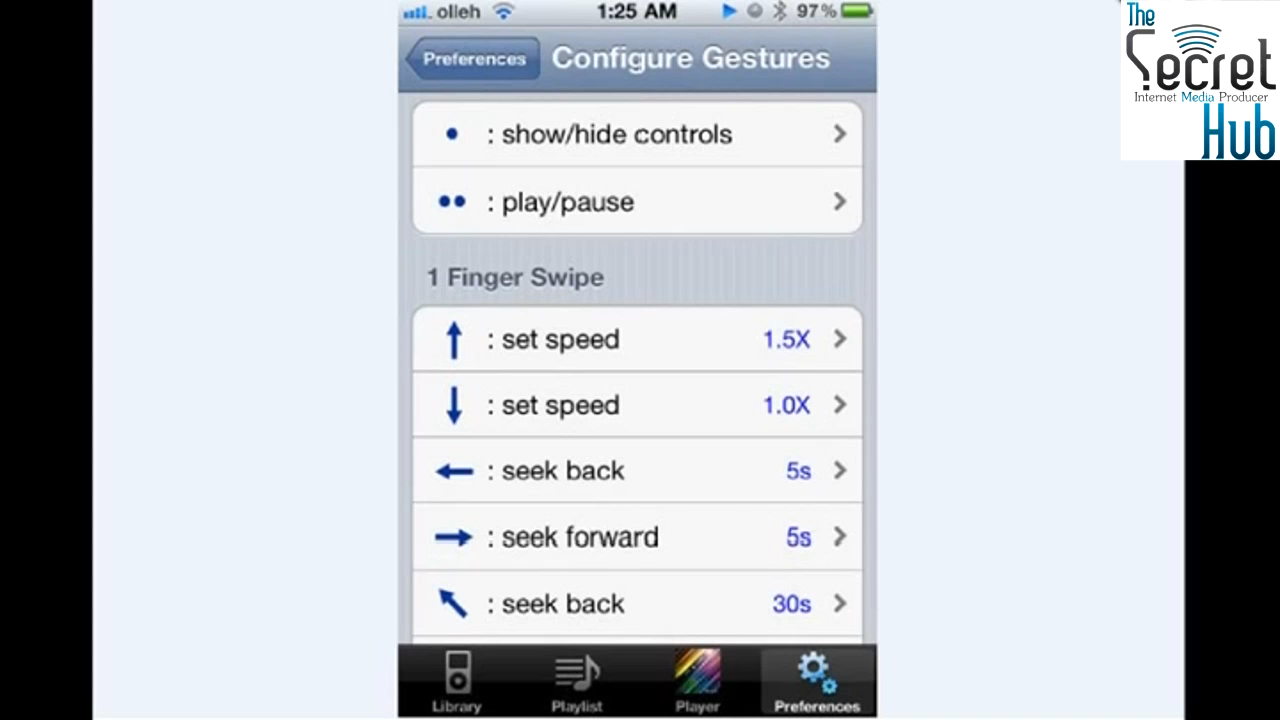 olleh 1:25 AM 97%
Preferences Configure Gestures
: show/hide controls
: play/pause
1 Finger Swipe
: set speed 1.5X
: set speed 1.0X
: seek back 5s
: seek forward 5s
: seek back 30s
Library Playlist Player Preferences
The
Secret
Internet Media Producer
Hub